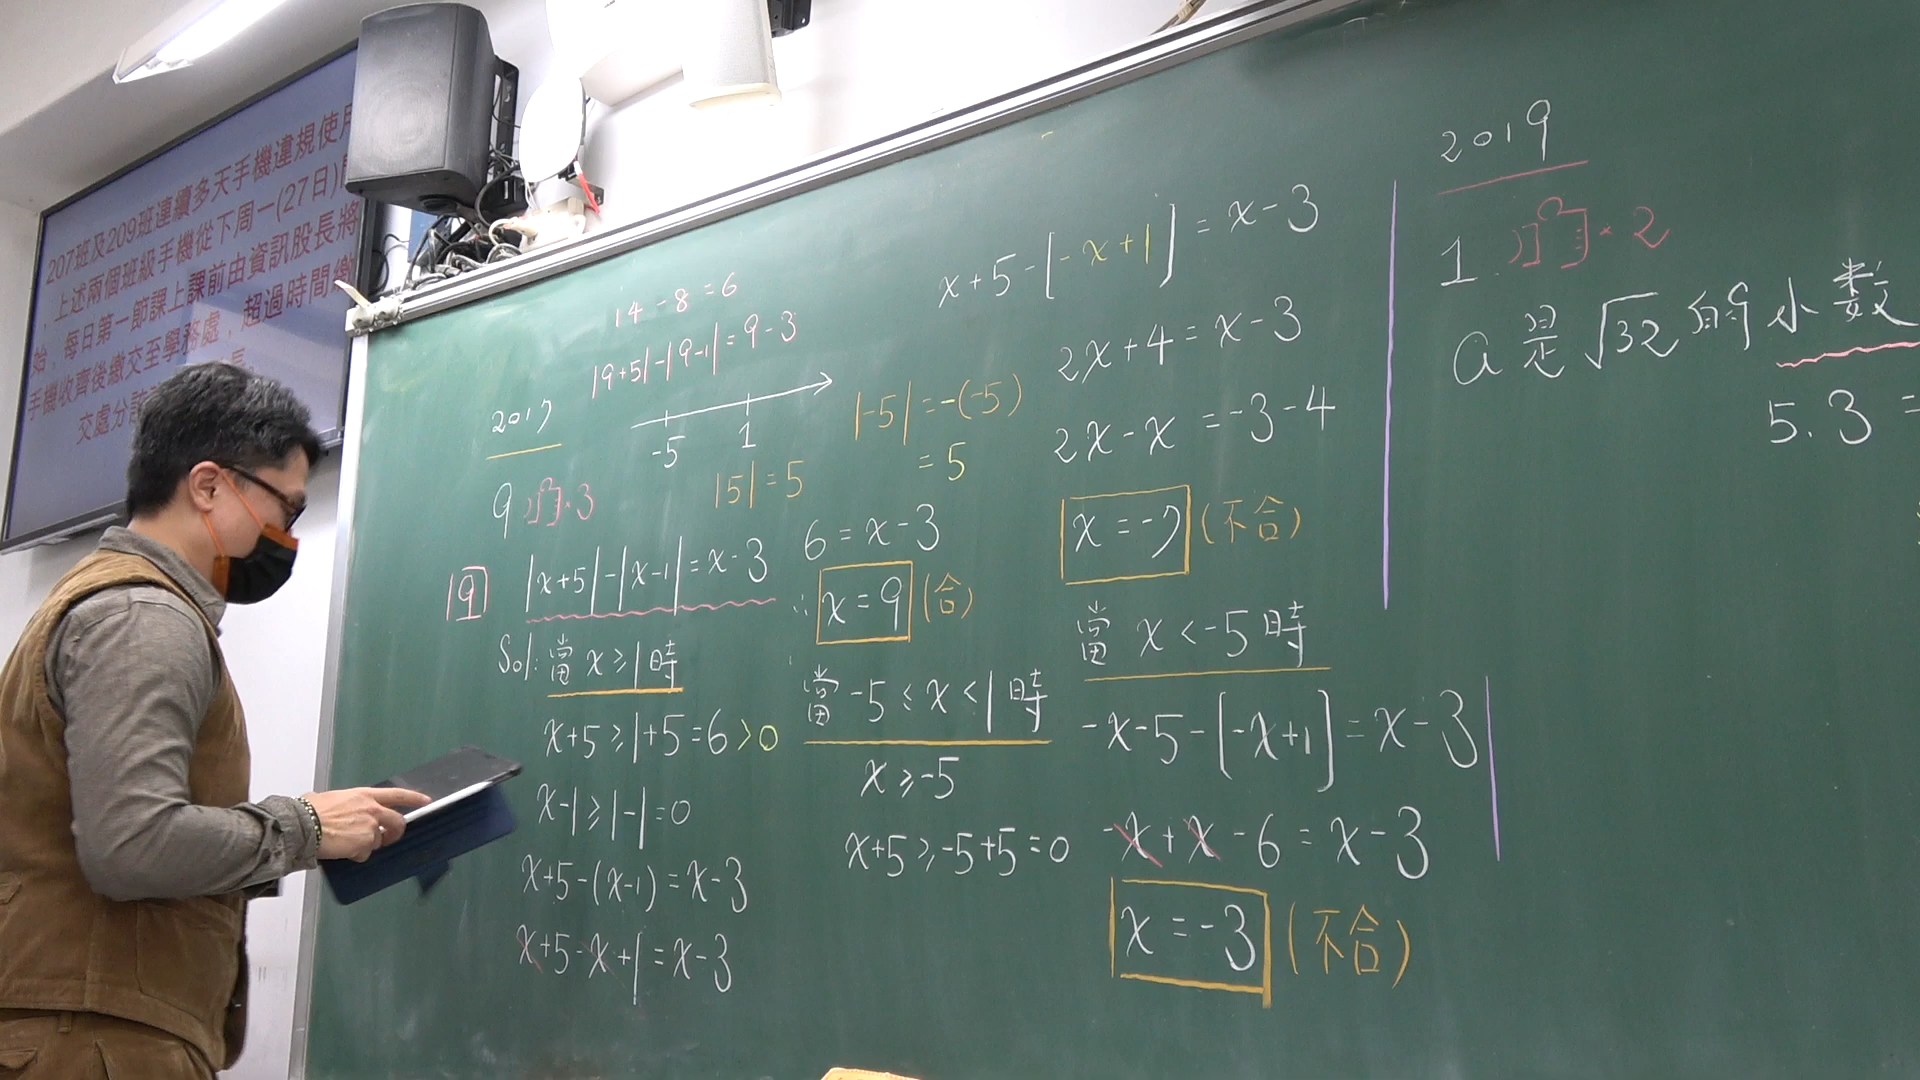 207班及209班連續多天手機違規使用
,上述兩個班級手機從下周一(27日)
始,每日第一節課上課前由資訊股長將
手機收齊後繳交至學務處,超過時間繳
交處分
14-8=6
|9+5|-|9-1|=9-3
2017
-5 1
9 ×3
|5|=5
|-5|=-(-5)
=5
9 |x+5|-|x-1|=x-3
Sol:當 x≥1時
x+5≥1+5=6>0
x-1≥1-1=0
x+5-(x-1)=x-3
x+5-x+1=x-3
6=x-3
∴ x=9 (合)
當 -5≤x<1時
x≥-5
x+5≥-5+5=0
x+5-[-x+1]=x-3
2x+4=x-3
2x-x=-3-4
x=-7 (不合)
當 x<-5時
-x-5-[-x+1]=x-3
-x+x-6=x-3
x=-3 (不合)
2019
1. ×2
a是√32的小数
5.3=